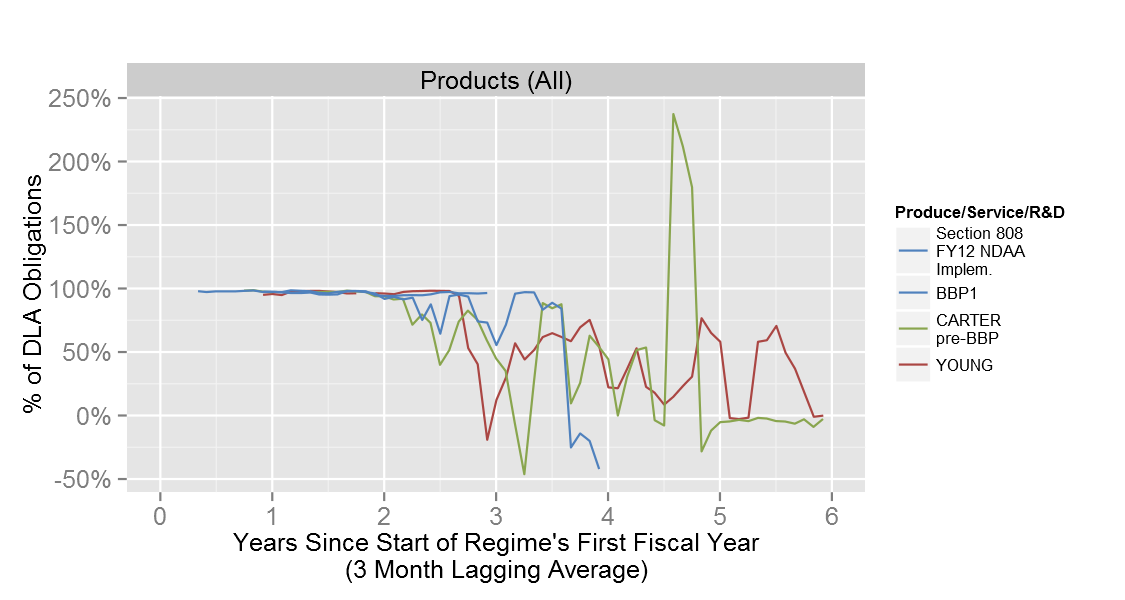 Products (All)
250%
200%
150%
100%
50%
0%
-50%
% of DLA Obligations
0 1 2 3 4 5 6
Years Since Start of Regime's First Fiscal Year
(3 Month Lagging Average)
Produce/Service/R&D
Section 808
FY12 NDAA
Implem.
BBP1
CARTER
pre-BBP
YOUNG